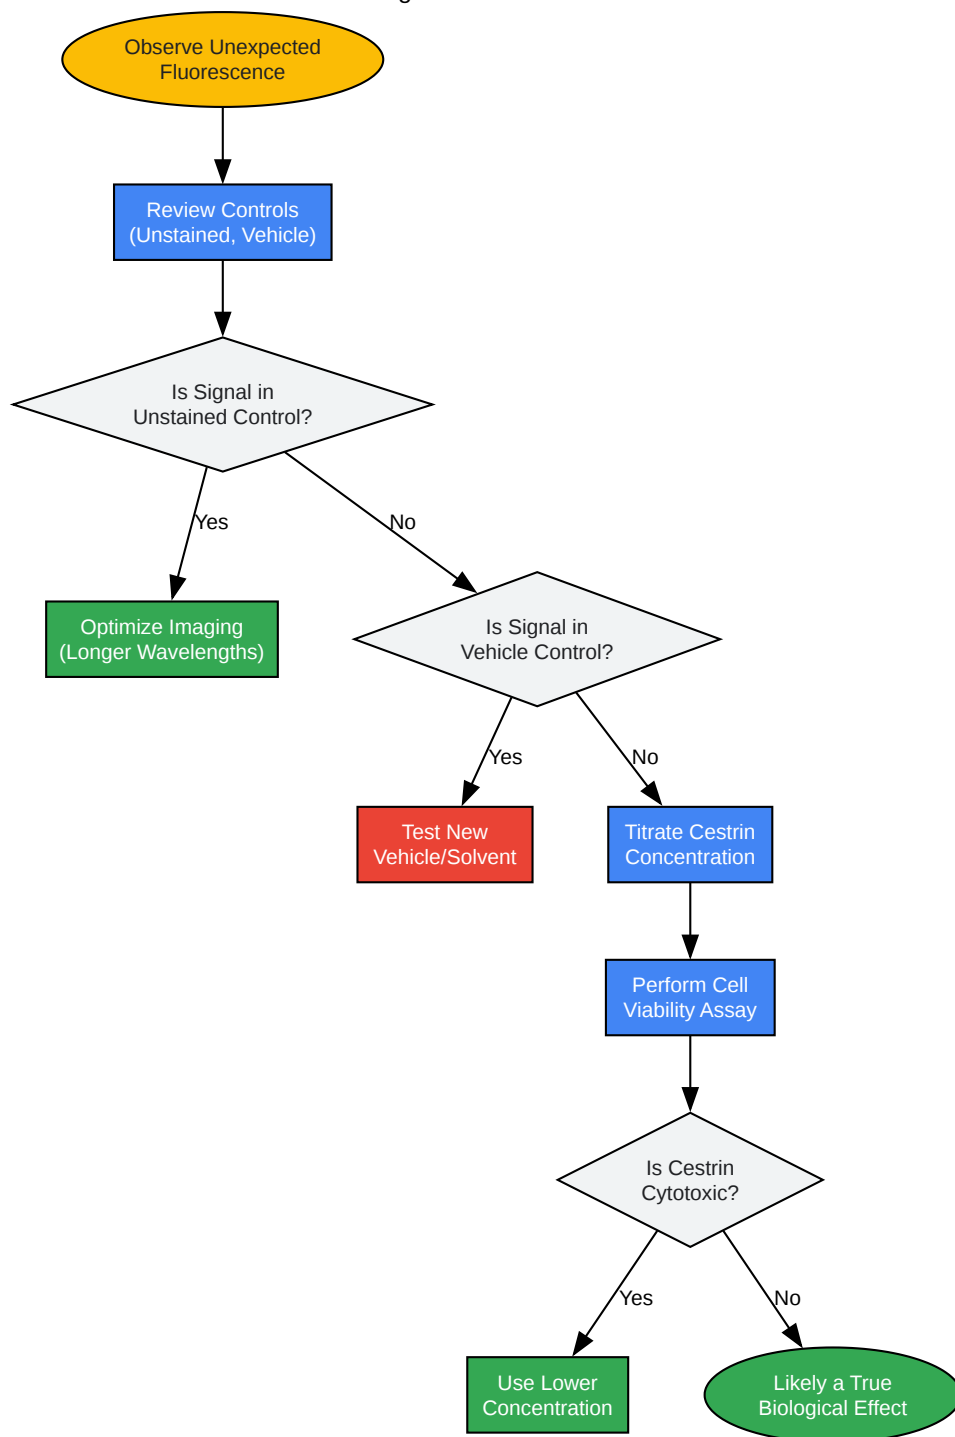 Observe Unexpected
Fluorescence
Review Controls
(Unstained, Vehicle)
Is Signal in
Unstained Control?
Yes
No
Optimize Imaging
(Longer Wavelengths)
Is Signal in
Vehicle Control?
Yes
No
Test New
Vehicle/Solvent
Titrate Cestrin
Concentration
Perform Cell
Viability Assay
Is Cestrin
Cytotoxic?
Yes
No
Use Lower
Concentration
Likely a True
Biological Effect